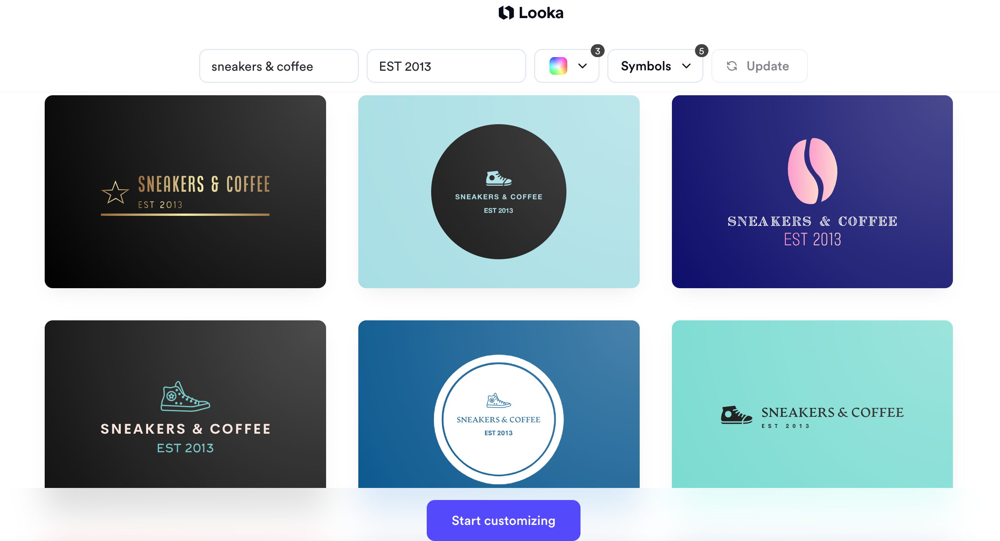 Looka
sneakers & coffee
EST 2013
3
Symbols
5
Update
SNEAKERS & COFFEE
EST 2013
SNEAKERS & COFFEE
EST 2013
SNEAKERS & COFFEE
EST 2013
SNEAKERS & COFFEE
EST 2013
SNEAKERS & COFFEE
EST 2013
SNEAKERS & COFFEE
EST 2013
Start customizing